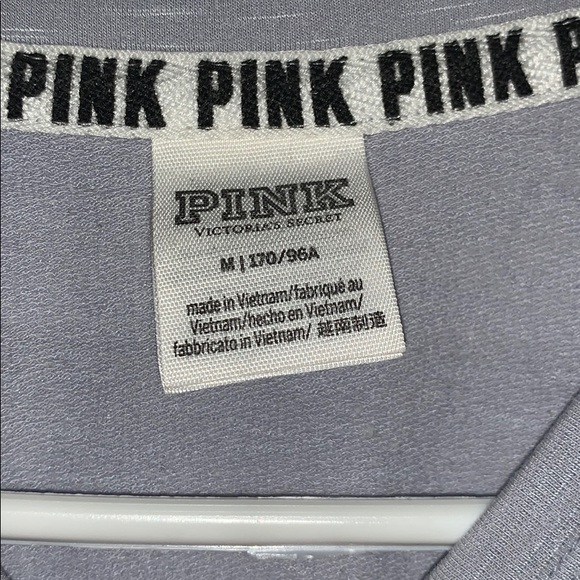 PINK PINK PINK P
PINK
VICTORIA'S SECRET
M | 170/96A
made in Vietnam/fabriqué au
Vietnam/hecho en Vietnam/
fabbricato in Vietnam/ 越南制造